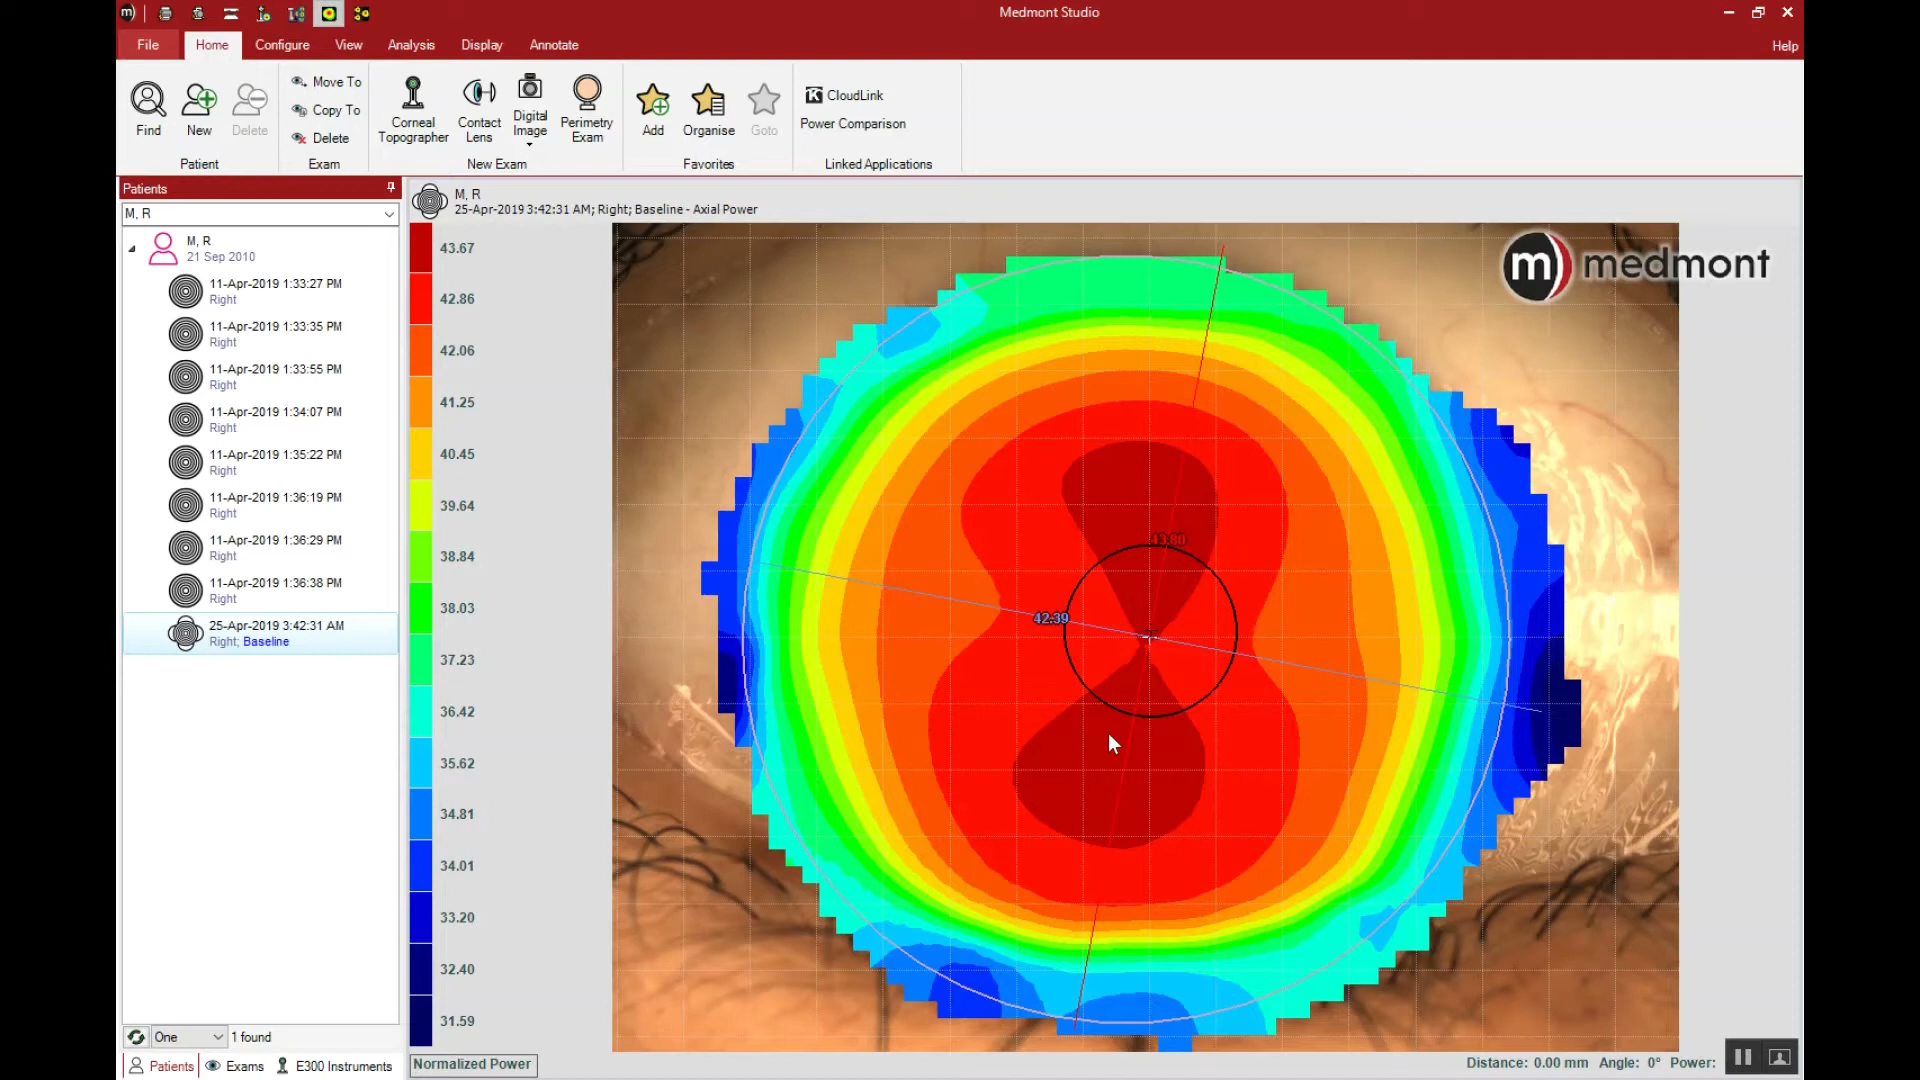 m
Medmont Studio
File Home Configure View Analysis Display Annotate Help
Find
New
Delete
Patient
Move To
Copy To
Delete
Exam
Corneal Topographer
Contact Lens
Digital Image
Perimetry Exam
New Exam
Add
Organise
Goto
Favorites
K CloudLink
Power Comparison
Linked Applications
Patients
M, R
M, R
21 Sep 2010
11-Apr-2019 1:33:27 PM
Right
11-Apr-2019 1:33:35 PM
Right
11-Apr-2019 1:33:55 PM
Right
11-Apr-2019 1:34:07 PM
Right
11-Apr-2019 1:35:22 PM
Right
11-Apr-2019 1:36:19 PM
Right
11-Apr-2019 1:36:29 PM
Right
11-Apr-2019 1:36:38 PM
Right
25-Apr-2019 3:42:31 AM
Right; Baseline
One 1 found
Patients Exams E300 Instruments
M, R
25-Apr-2019 3:42:31 AM; Right; Baseline - Axial Power
43.67
42.86
42.06
41.25
40.45
39.64
38.84
38.03
37.23
36.42
35.62
34.81
34.01
33.20
32.40
31.59
m medmont
43.80
42.39
Normalized Power
Distance: 0.00 mm Angle: 0° Power: